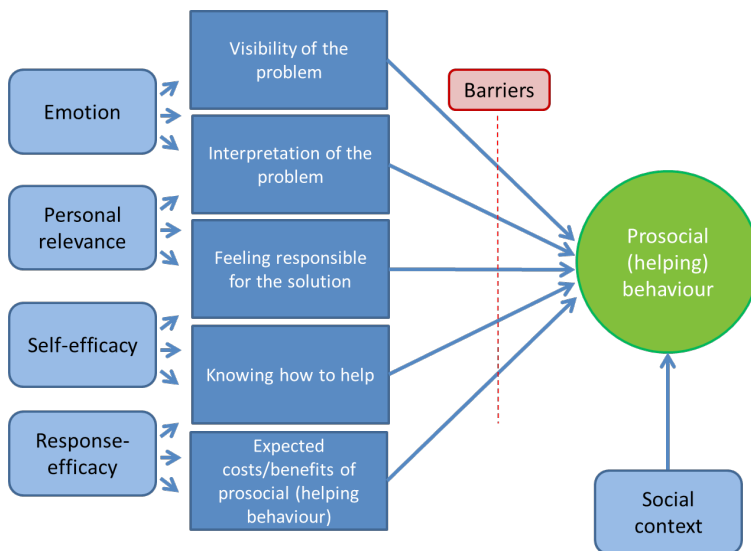 Visibility of the
problem
Barriers
Emotion
Interpretation of the
problem
Personal
relevance
Feeling responsible
for the solution
Prosocial
(helping)
behaviour
Self-efficacy
Knowing how to help
Response-
efficacy
Expected
costs/benefits of
prosocial (helping
behaviour)
Social
context